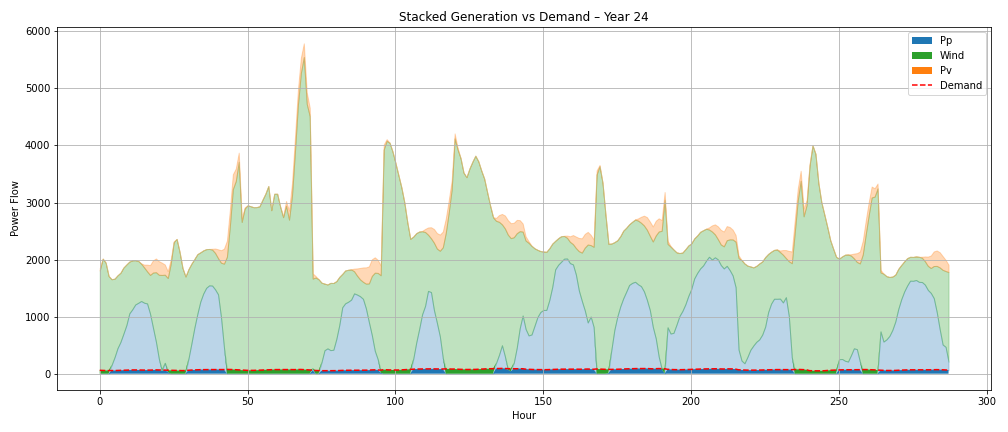 Stacked Generation vs Demand – Year 24
6000
5000
4000
3000
2000
1000
0
Power Flow
0
50
100
150
200
250
300
Hour
Pp
Wind
Pv
Demand